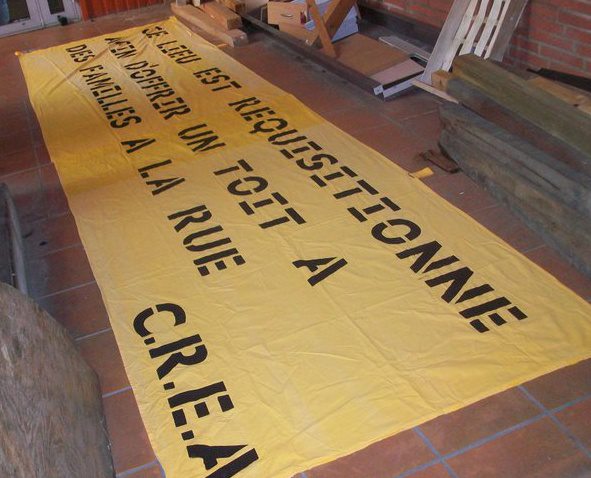 CE LIEU EST REQUISITIONNE
AFIN D'OFFRIR UN TOIT A
DES FAMILLES A LA RUE
C.R.E.A